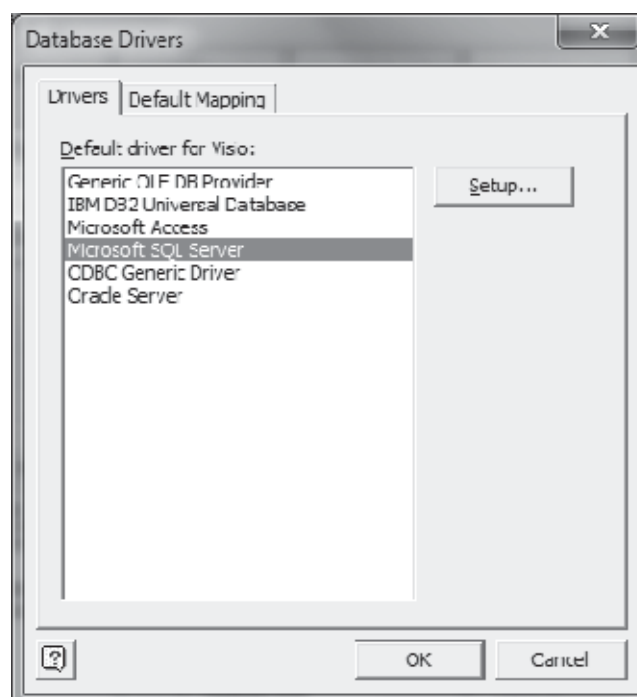 Database Drivers
Drivers
Default Mapping
Default driver for Visio:
Setup...
Generic OLE DB Provider
IBM DB2 Universal Database
Microsoft Access
Microsoft SQL Server
ODBC Generic Driver
Oracle Server
OK
Cancel